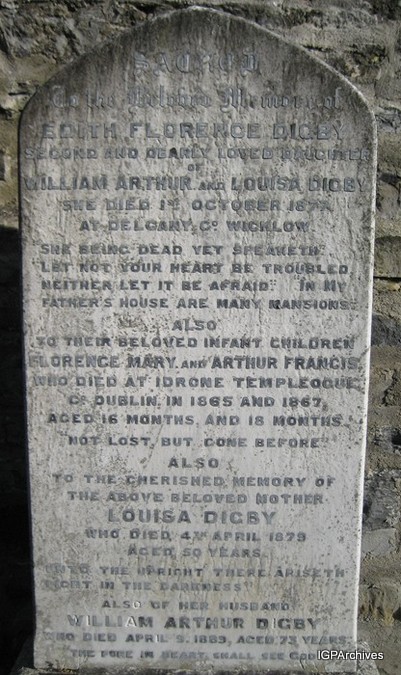 SACRED
To the Beloved Memory of
EDITH FLORENCE DIGBY
SECOND AND DEARLY LOVED DAUGHTER
OF
WILLIAM ARTHUR AND LOUISA DIGBY
SHE DIED 1ST OCTOBER
AT DELGANY, CO WICKLOW.
SHE BEING DEAD YET SPEAKETH"
LET NOT YOUR HEART BE TROUBLED,
NEITHER LET IT BE AFRAID." "IN MY
FATHER'S HOUSE ARE MANY MANSIONS."
ALSO
TO THEIR BELOVED INFANT CHILDREN
FLORENCE MARY AND ARTHUR FRANCIS,
WHO DIED AT IDRONE TEMPLEOGUE,
CO DUBLIN, IN 1865 AND 1867,
AGED 16 MONTHS, AND 18 MONTHS.
"NOT LOST, BUT GONE BEFORE"
ALSO
TO THE CHERISHED MEMORY OF
THE ABOVE BELOVED MOTHER
LOUISA DIGBY
WHO DIED 4TH APRIL 1879
AGED 50 YEARS.
UNTO THE UPRIGHT THERE ARISETH
LIGHT IN THE DARKNESS"
ALSO OF HER HUSBAND
WILLIAM ARTHUR DIGBY
WHO DIED APRIL 1883, AGED 73 YEARS.
THE PURE IN HEART, SHALL SEE GOD
IGPArchives